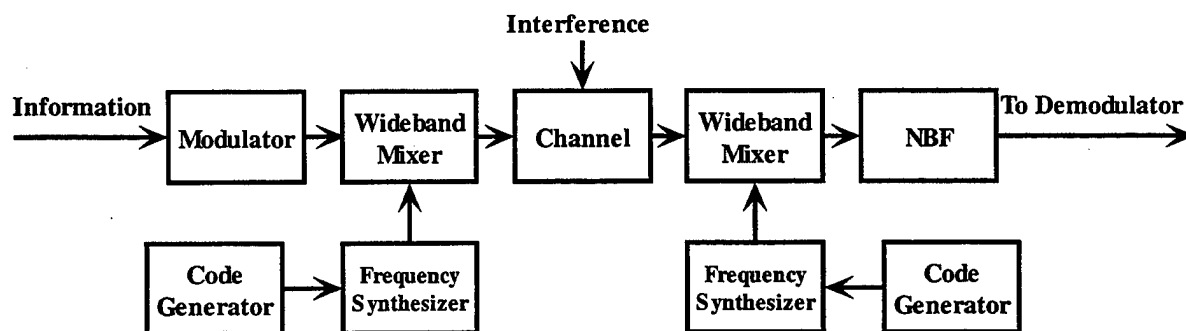 Interference
Information
To Demodulator
Modulator
Wideband
Mixer
Channel
Wideband
Mixer
NBF
Code
Generator
Frequency
Synthesizer
Frequency
Synthesizer
Code
Generator